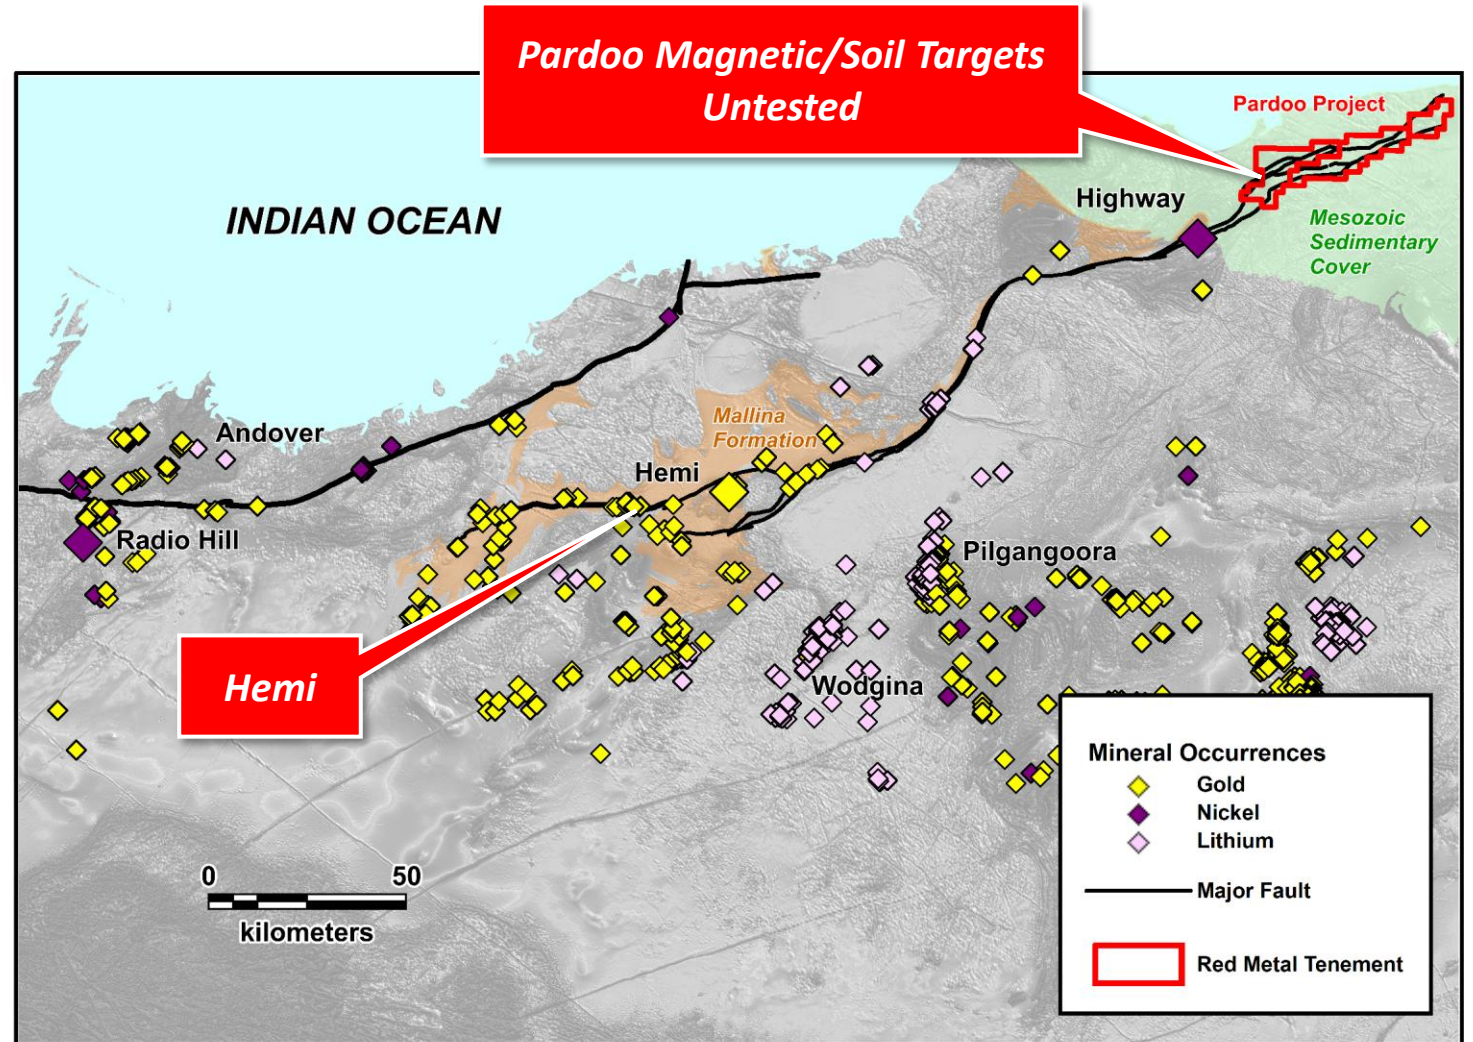 Pardoo Magnetic/Soil Targets
Untested
Pardoo Project
Highway
INDIAN OCEAN
Mesozoic
Sedimentary
Cover
Mallina
Formation
Andover
Hemi
Radio Hill
Pilgangoora
Hemi
Wodgina
Mineral Occurrences
Gold
Nickel
Lithium
Major Fault
Red Metal Tenement
0 50
kilometers